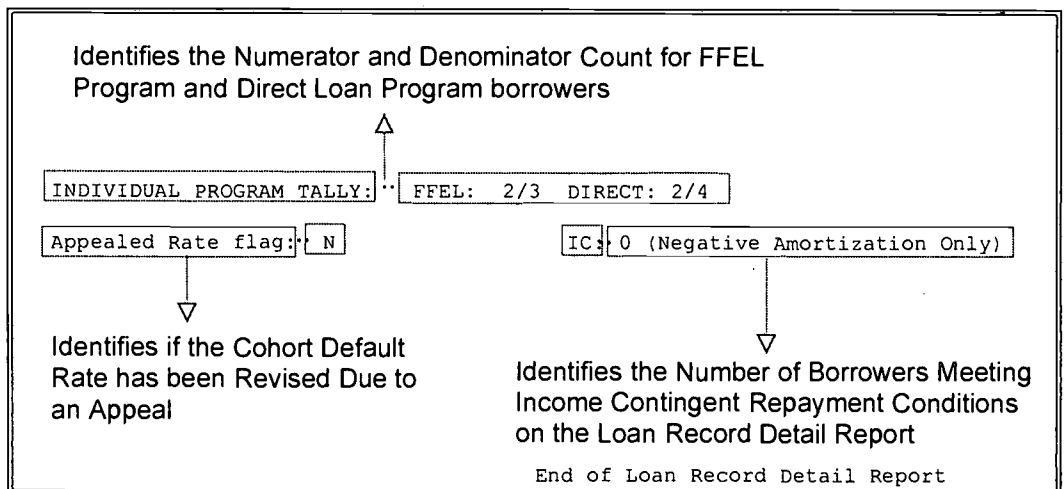 Identifies the Numerator and Denominator Count for FFEL
Program and Direct Loan Program borrowers
INDIVIDUAL PROGRAM TALLY: FFEL: 2/3 DIRECT: 2/4
Appealed Rate flag: N IC: 0 (Negative Amortization Only)
Identifies if the Cohort Default
Rate has been Revised Due to
an Appeal
Identifies the Number of Borrowers Meeting
Income Contingent Repayment Conditions
on the Loan Record Detail Report
End of Loan Record Detail Report